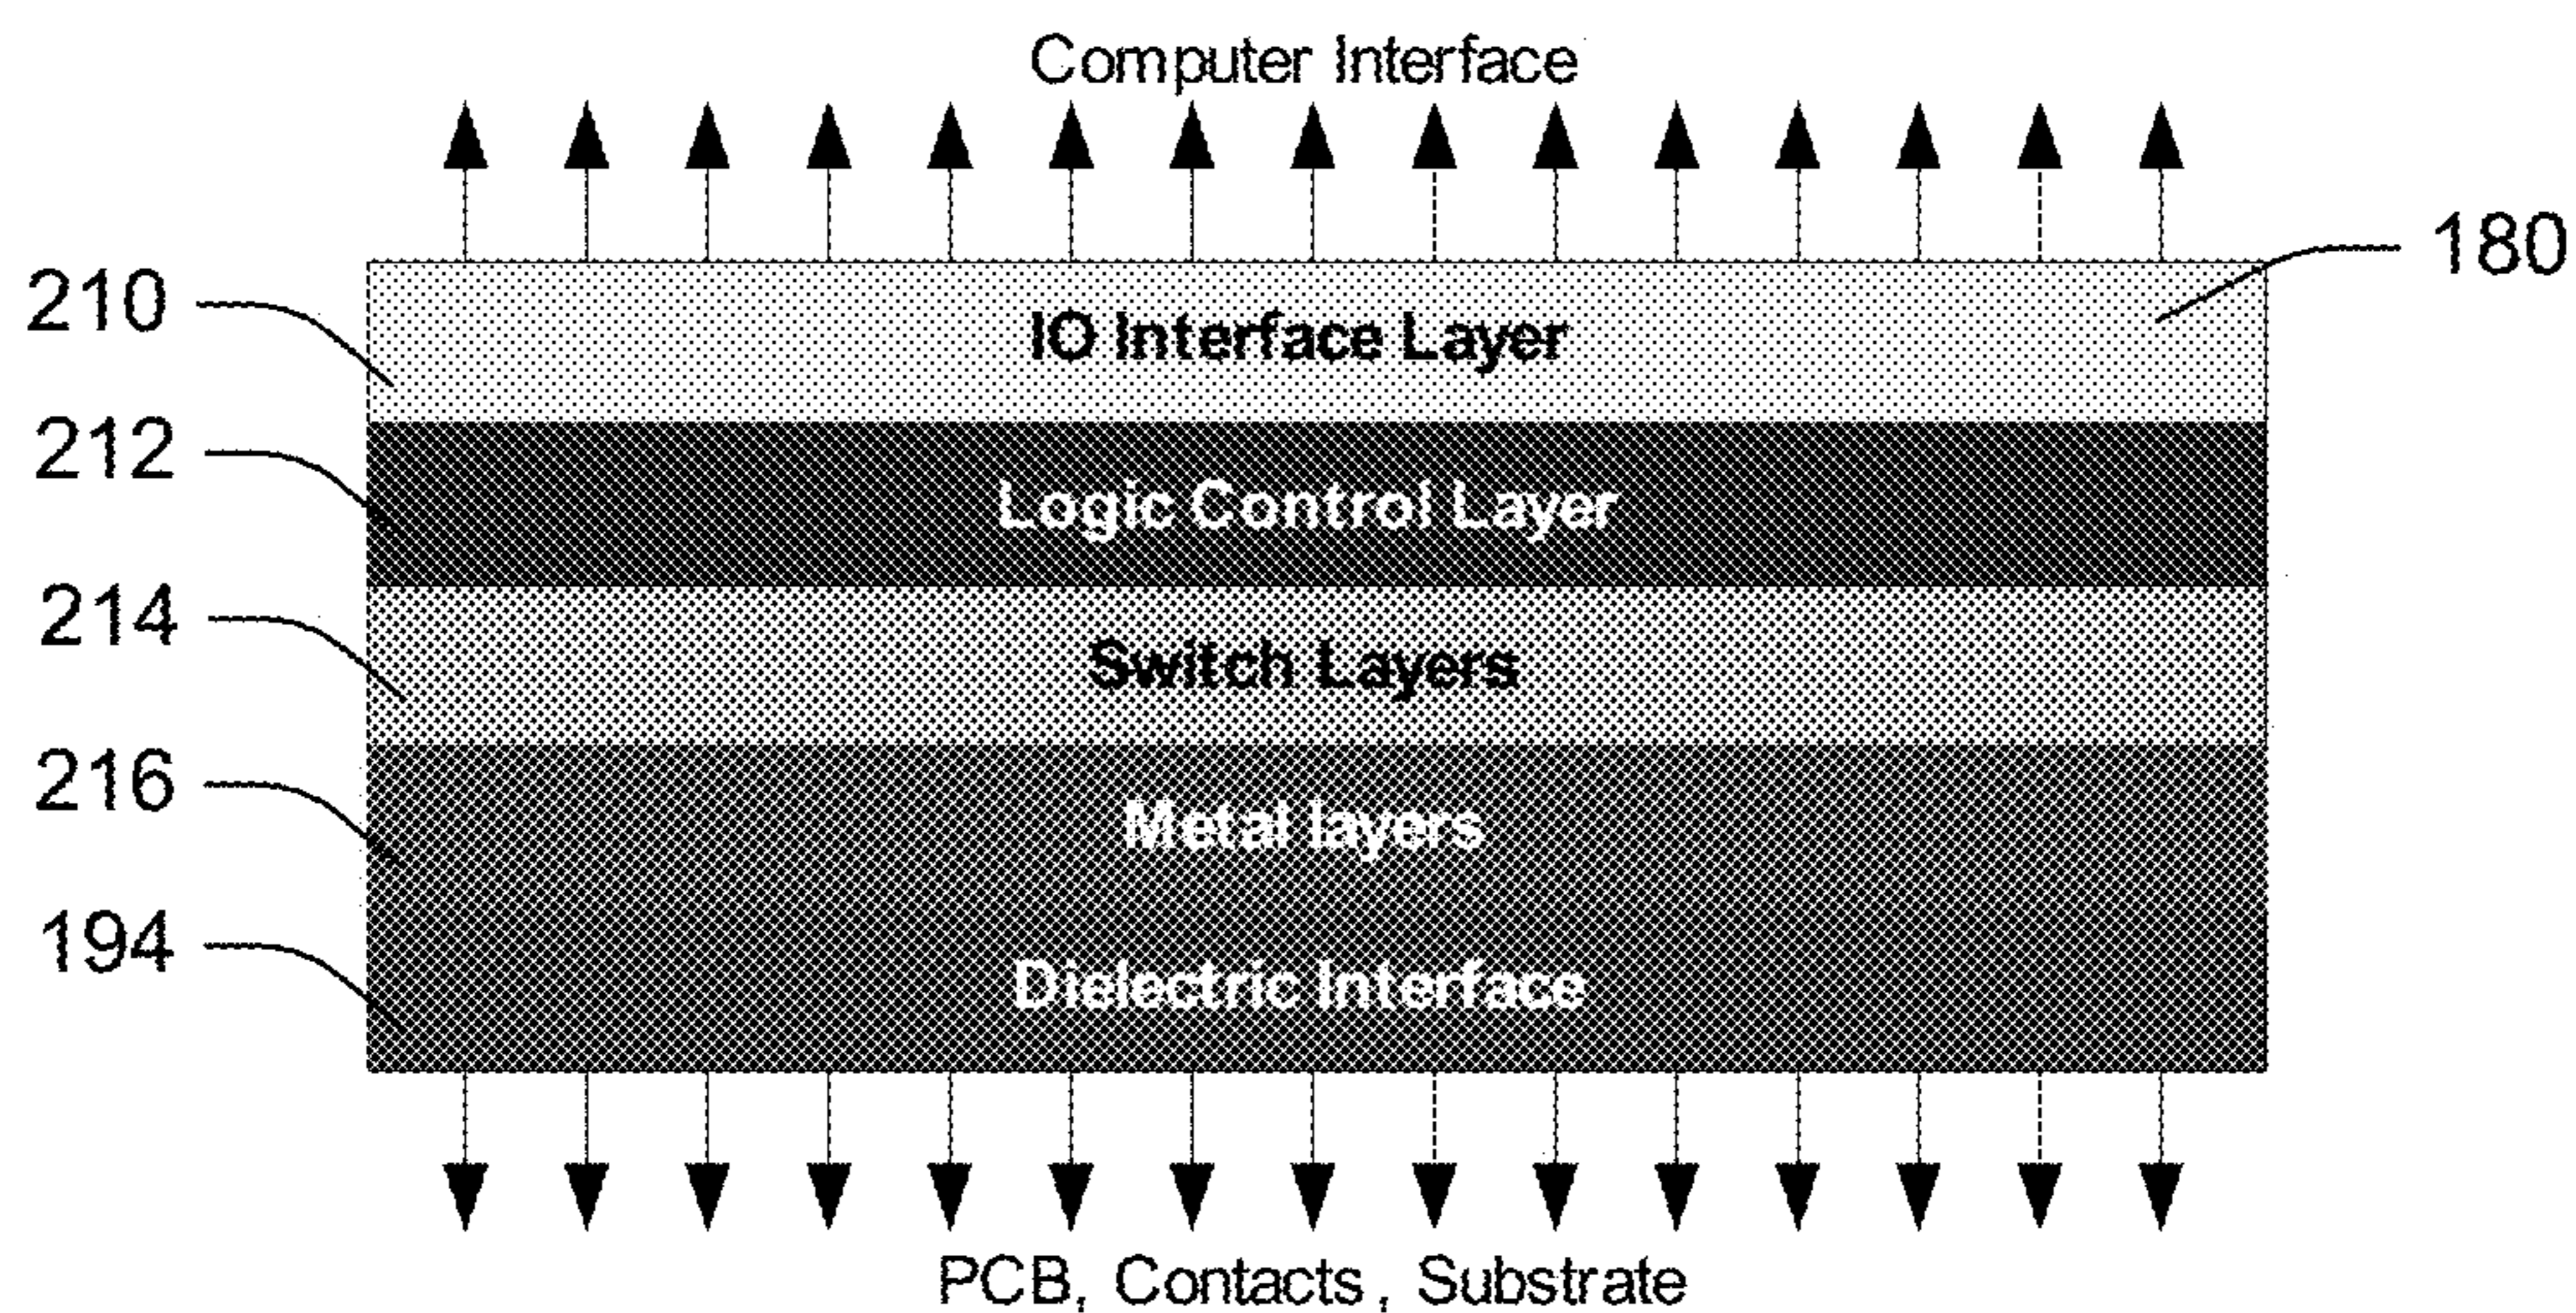 Computer Interface
180
210
IO Interface Layer
212
Logic Control Layer
214
Switch Layers
216
Metal layers
194
Dielectric Interface
PCB, Contacts, Substrate